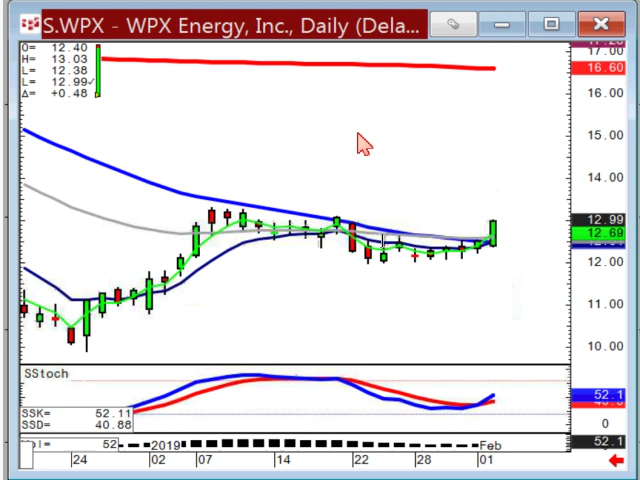 S.WPX - WPX Energy, Inc., Daily (Dela...
O= 12.40
H= 13.03
L= 12.38
L= 12.99✓
Δ= +0.48
17.00
16.60
16.00
15.00
14.00
12.99
12.69
12.00
11.00
10.00
SStoch
SSK= 52.11
SSD= 40.88
52.1
0
52
2019
Feb
52.1
24
02
07
14
22
28
01